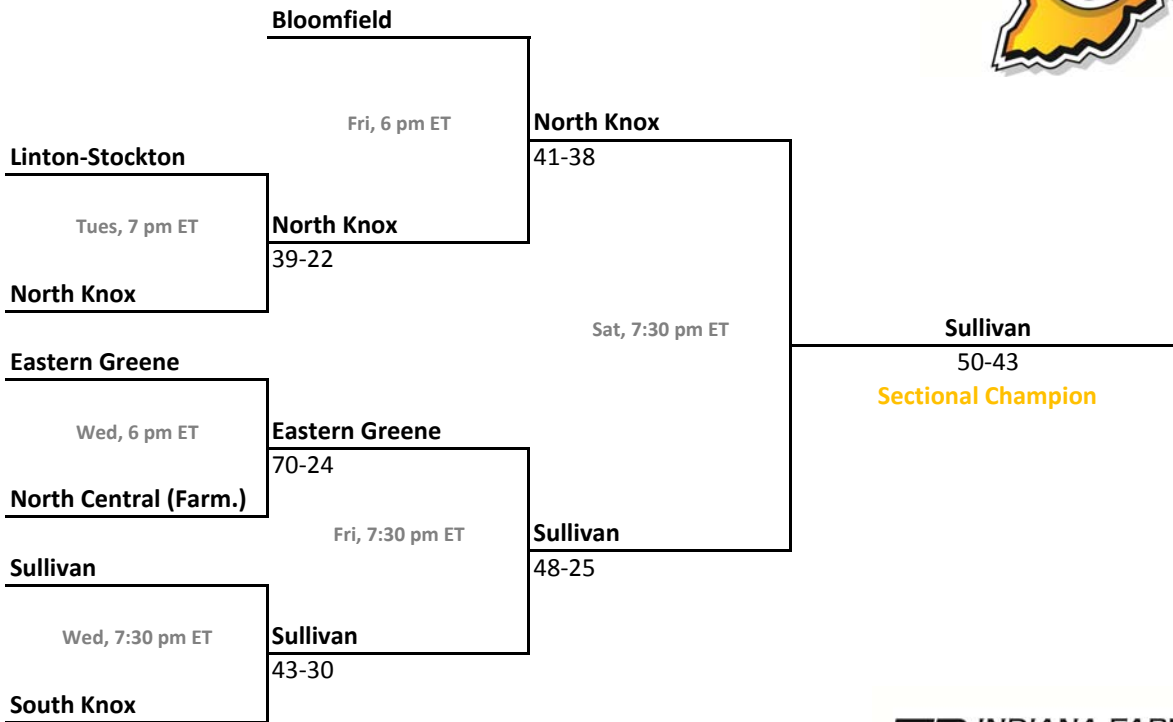 Bloomfield
Fri, 6 pm ET
North Knox
41-38
Linton-Stockton
Tues, 7 pm ET
North Knox
39-22
North Knox
Sat, 7:30 pm ET
Sullivan
50-43
Sectional Champion
Eastern Greene
Wed, 6 pm ET
Eastern Greene
70-24
North Central (Farm.)
Fri, 7:30 pm ET
Sullivan
48-25
Sullivan
Wed, 7:30 pm ET
Sullivan
43-30
South Knox